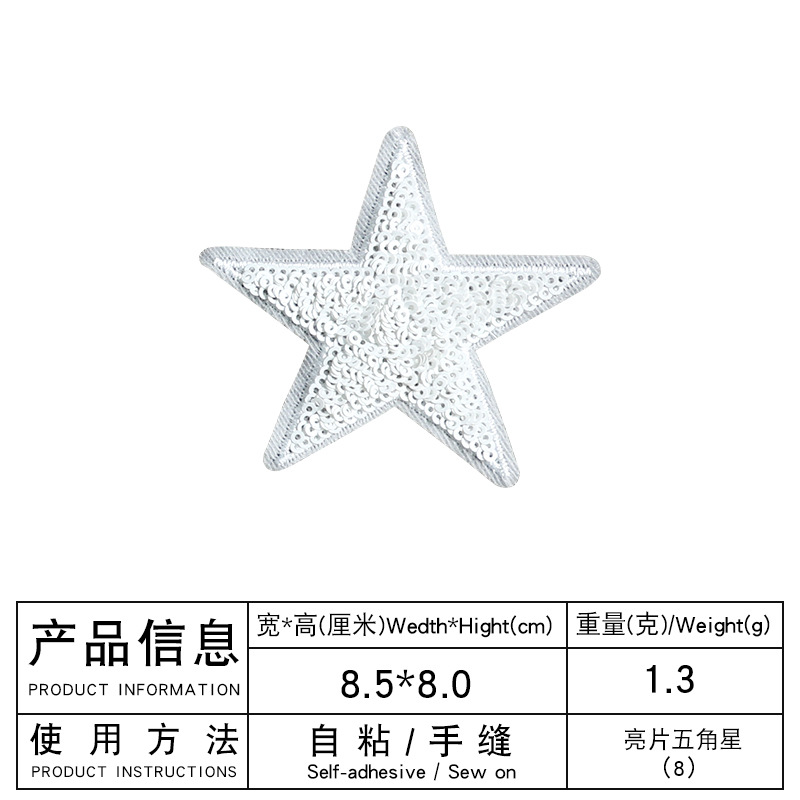 产品信息
PRODUCT INFORMATION
宽*高(厘米)Wedth*Hight(cm)
重量(克)/Weight(g)
8.5*8.0
1.3
使用方法
PRODUCT INSTRUCTIONS
自粘/手缝
Self-adhesive / Sew on
亮片五角星
(8)